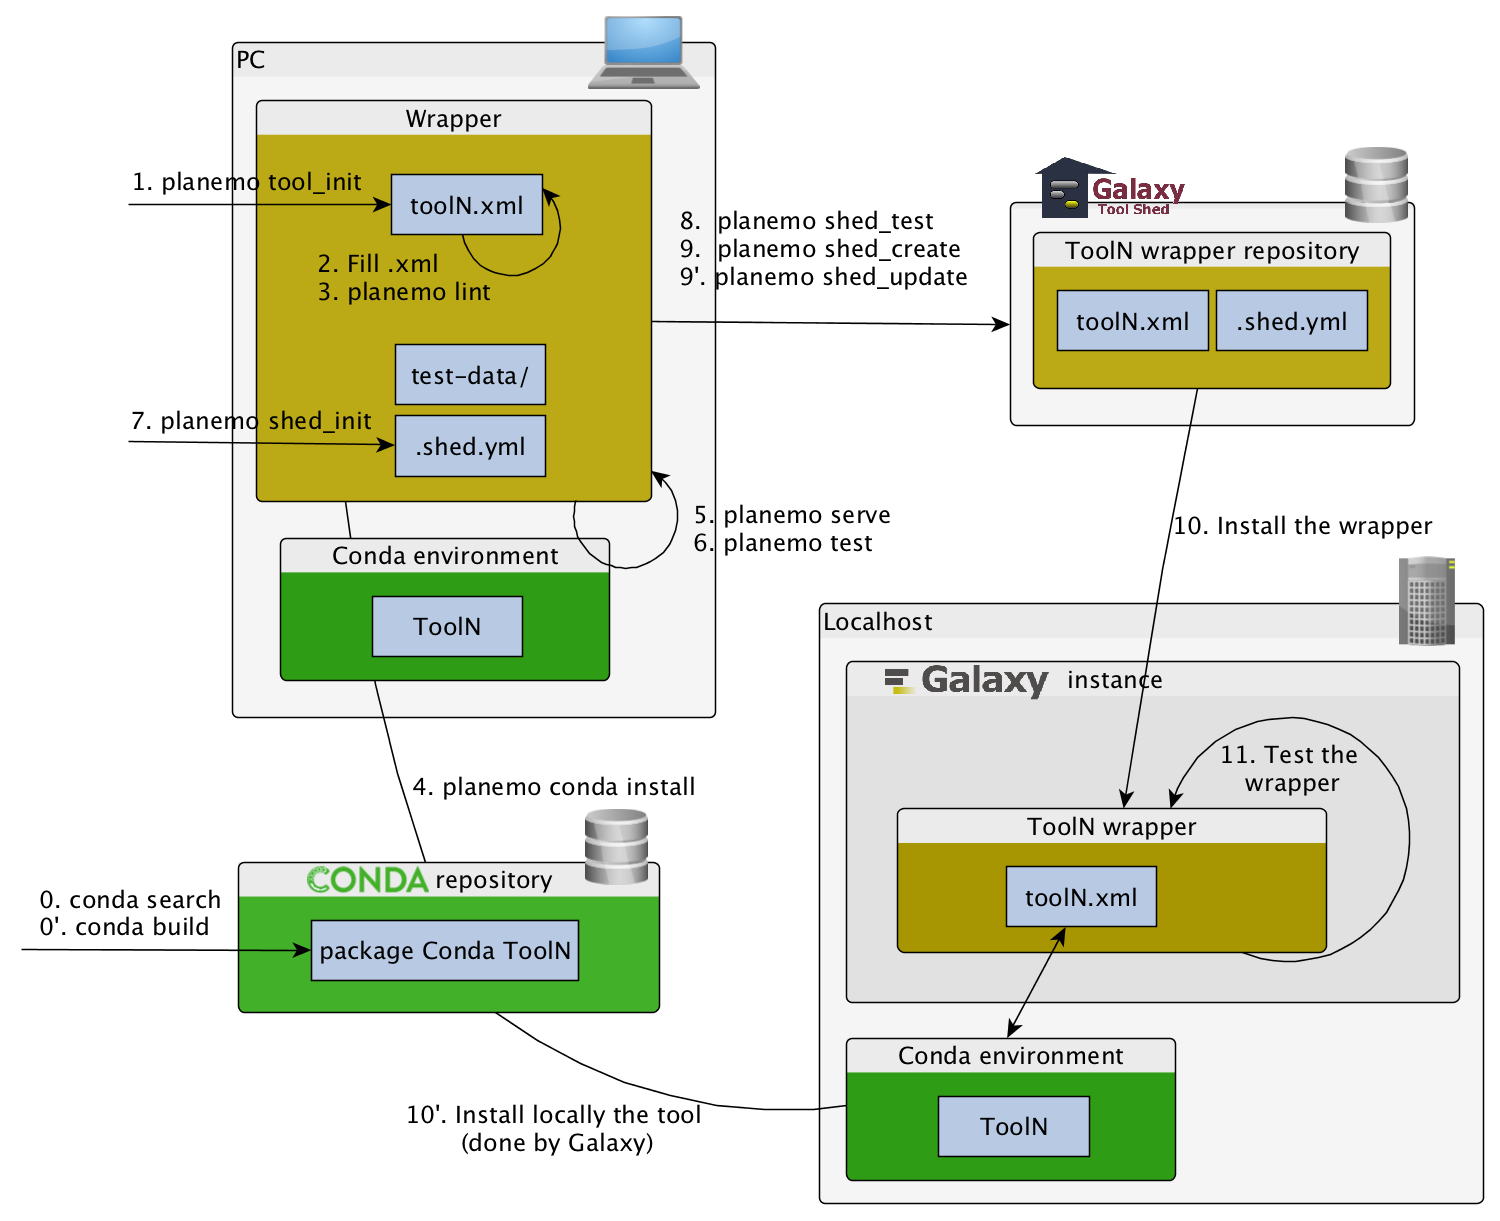 PC
Wrapper
1. planemo tool_init
toolN.xml
2. Fill .xml
3. planemo lint
test-data/
7. planemo shed_init
.shed.yml
5. planemo serve
6. planemo test
Conda environment
ToolN
8. planemo shed_test
9. planemo shed_create
9'. planemo shed_update
Galaxy
Tool Shed
ToolN wrapper repository
toolN.xml
.shed.yml
10. Install the wrapper
4. planemo conda install
CONDA repository
0. conda search
0'. conda build
package Conda ToolN
10'. Install locally the tool
(done by Galaxy)
Localhost
Galaxy instance
11. Test the
wrapper
ToolN wrapper
toolN.xml
Conda environment
ToolN